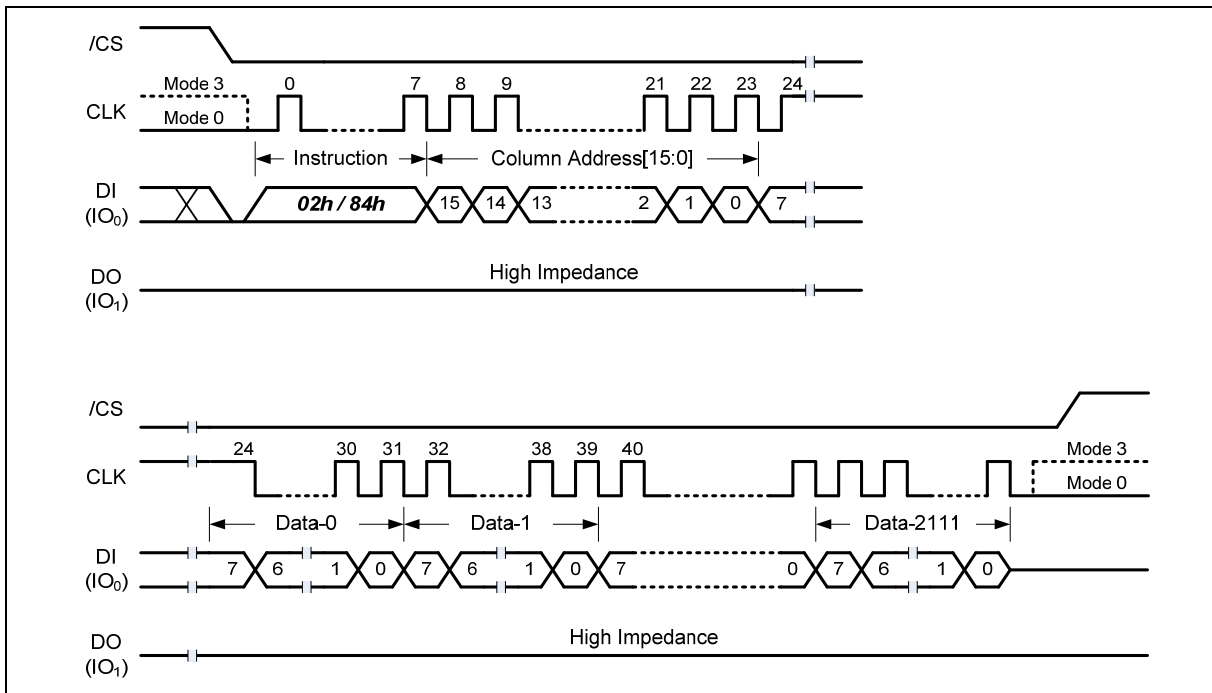 /CS
Mode 3 0 7 8 9 21 22 23 24
CLK
Mode 0
Instruction Column Address[15:0]
DI
(IO₀)
02h / 84h 15 14 13 2 1 0 7
High Impedance
DO
(IO₁)
/CS
24 30 31 32 38 39 40 Mode 3
CLK
Mode 0
Data-0 Data-1 Data-2111
DI
(IO₀)
7 6 1 0 7 6 1 0 7 0 7 6 1 0
High Impedance
DO
(IO₁)